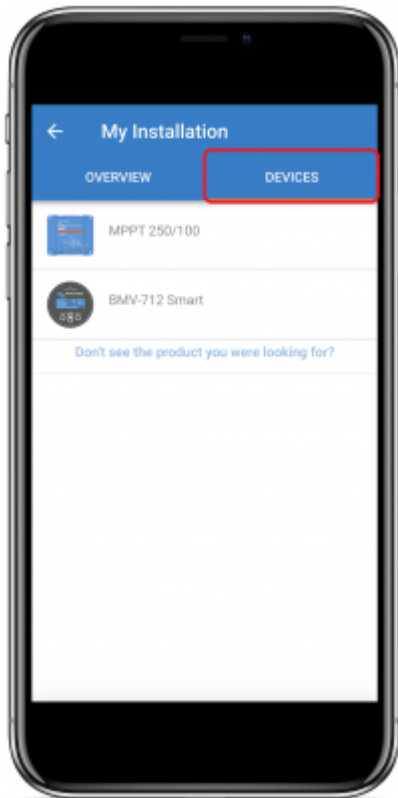 My Installation
OVERVIEW
DEVICES
MPPT 250/100
BMV-712 Smart
Don't see the product you were looking for?